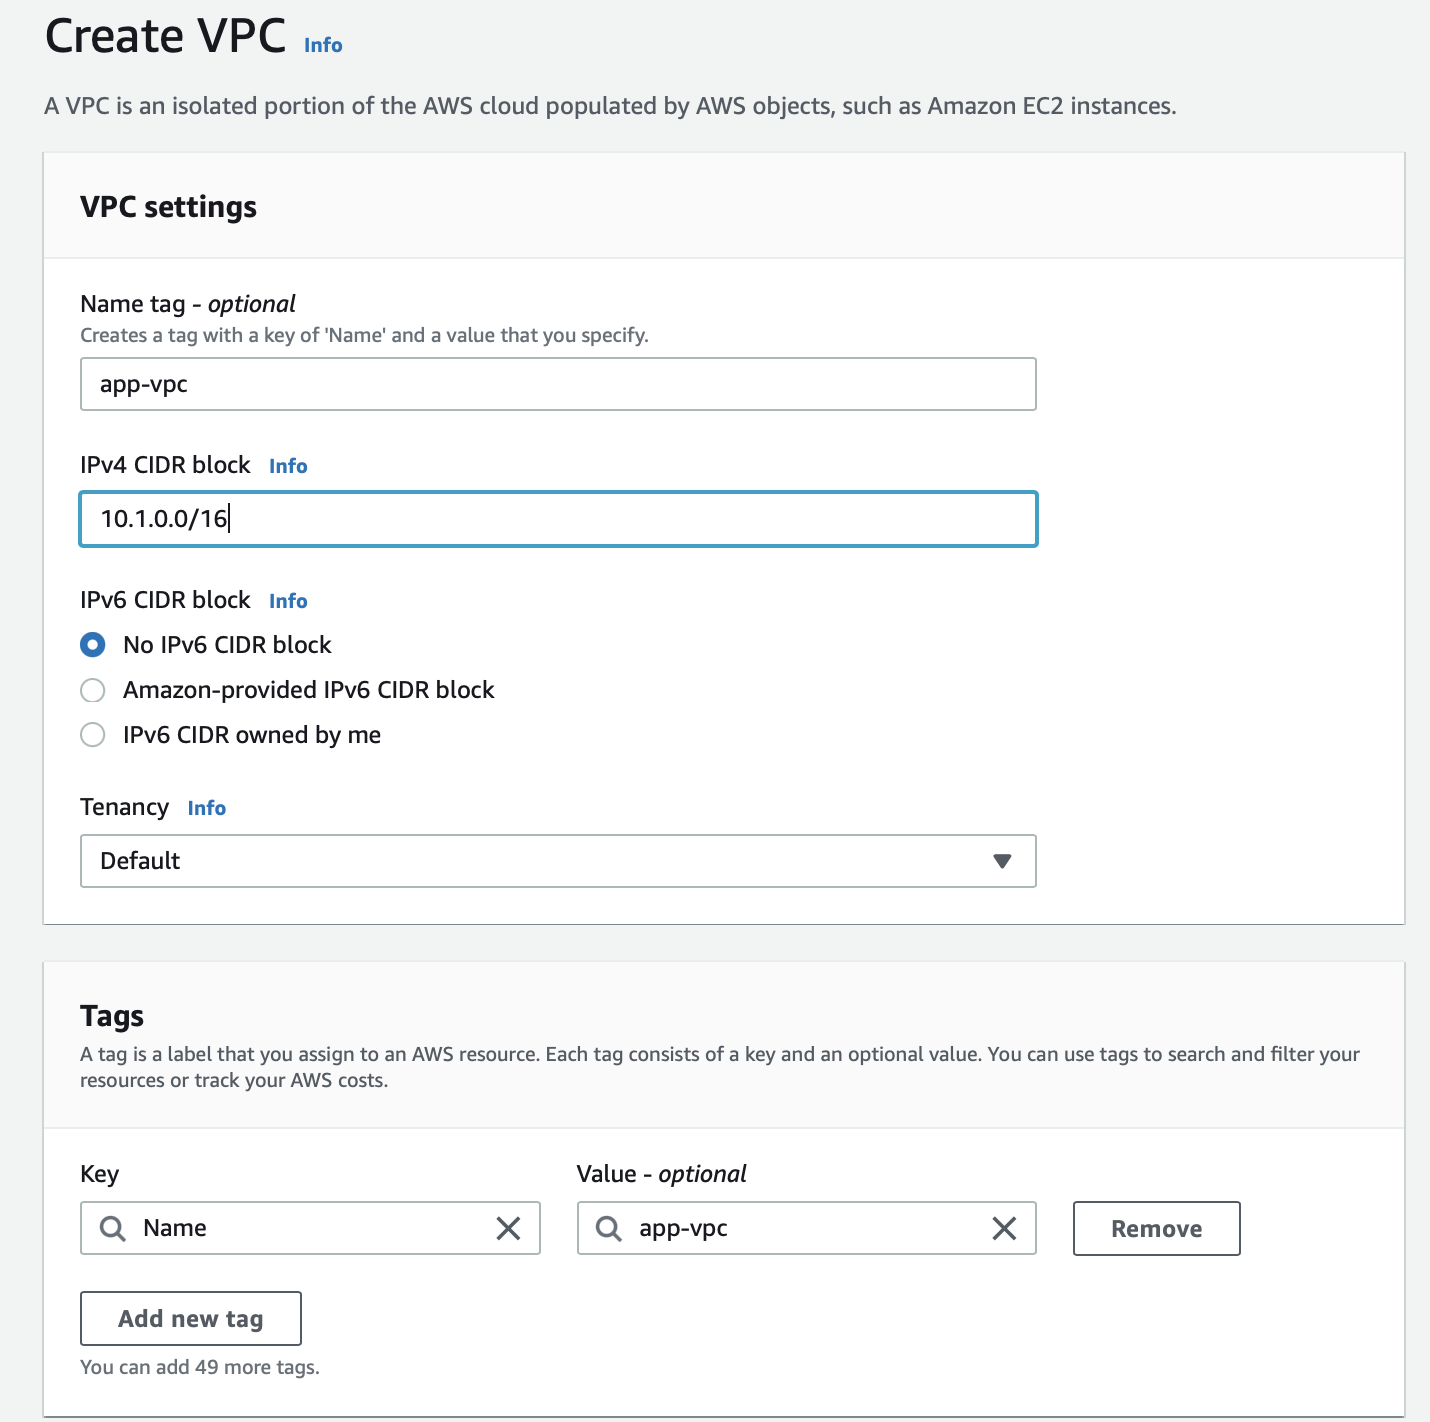 Create VPC Info
A VPC is an isolated portion of the AWS cloud populated by AWS objects, such as Amazon EC2 instances.
VPC settings
Name tag - optional
Creates a tag with a key of 'Name' and a value that you specify.
app-vpc
IPv4 CIDR block Info
10.1.0.0/16
IPv6 CIDR block Info
No IPv6 CIDR block
Amazon-provided IPv6 CIDR block
IPv6 CIDR owned by me
Tenancy Info
Default
Tags
A tag is a label that you assign to an AWS resource. Each tag consists of a key and an optional value. You can use tags to search and filter your
resources or track your AWS costs.
Key Value - optional
Name app-vpc Remove
Add new tag
You can add 49 more tags.